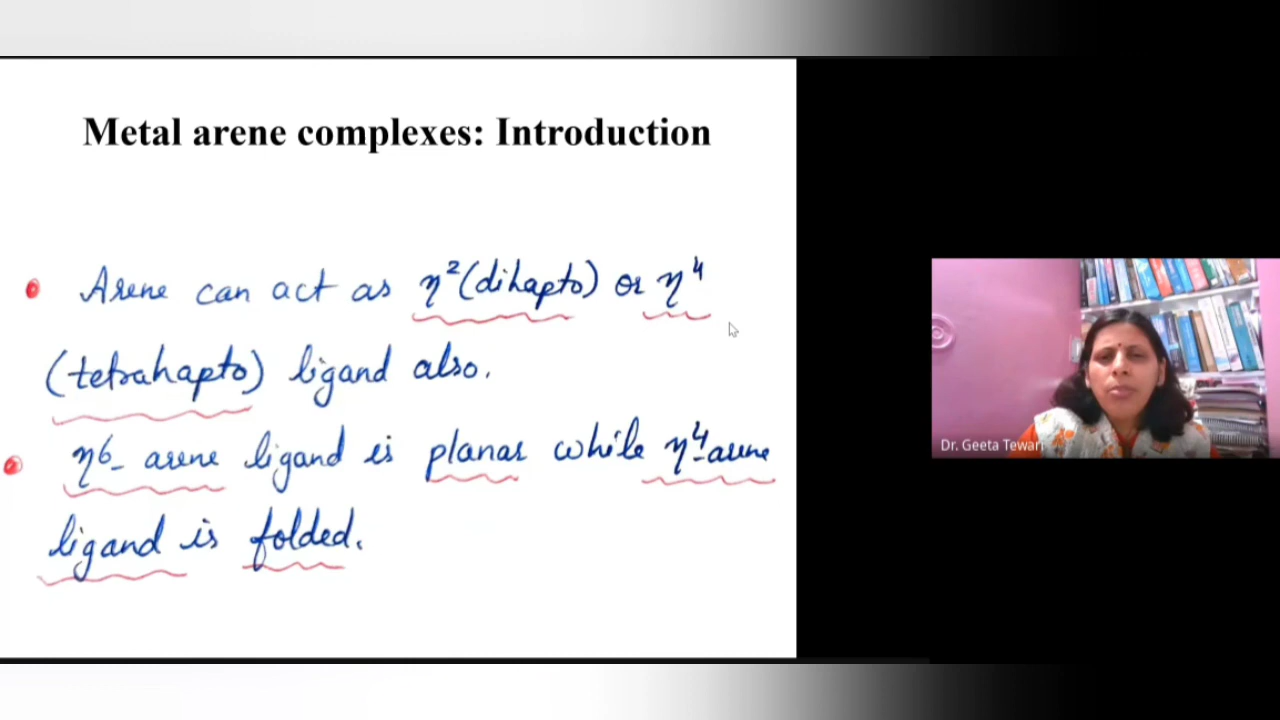 Metal arene complexes: Introduction
Arene can act as η²(dihapto) or η⁴
(tetrahapto) ligand also.
η⁶- arene ligand is planar while η⁴-arene
ligand is folded.
Dr. Geeta Tewari